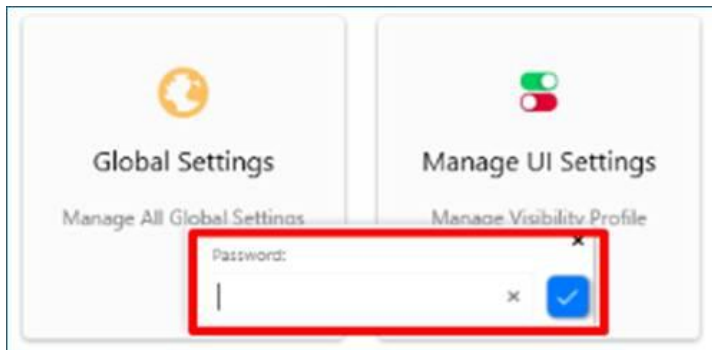 Global Settings
Manage UI Settings
Manage All Global Settings
Manage Visibility Profile
Password: